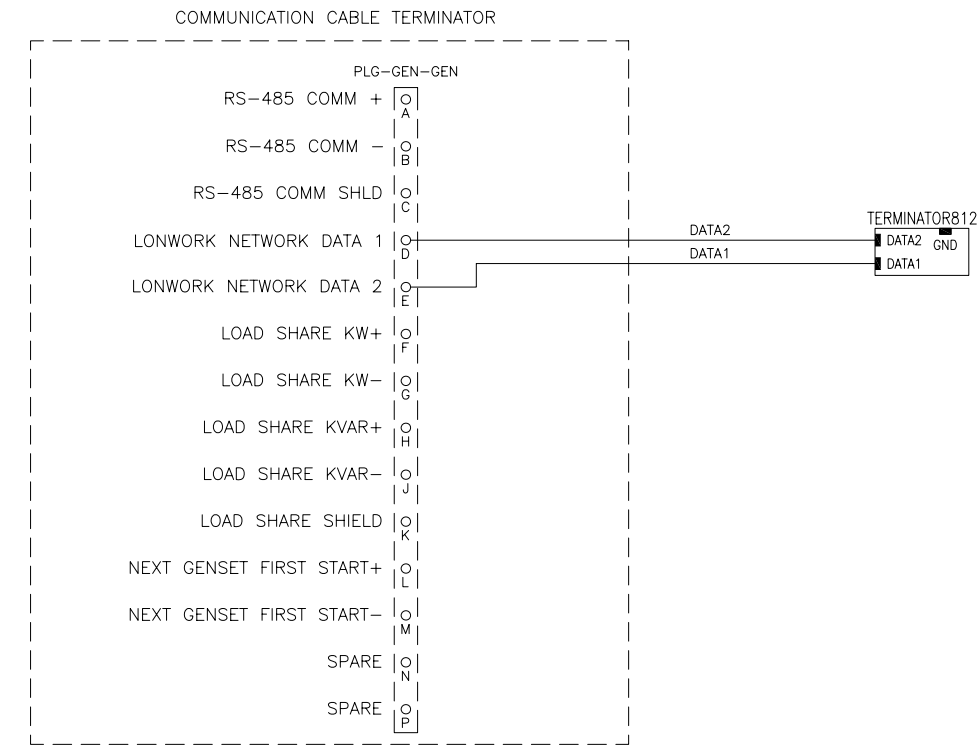 COMMUNICATION CABLE TERMINATOR
PLG-GEN-GEN
RS-485 COMM +
A
RS-485 COMM -
B
RS-485 COMM SHLD
C
LONWORK NETWORK DATA 1
D
LONWORK NETWORK DATA 2
E
LOAD SHARE KW+
F
LOAD SHARE KW-
G
LOAD SHARE KVAR+
H
LOAD SHARE KVAR-
J
LOAD SHARE SHIELD
K
NEXT GENSET FIRST START+
L
NEXT GENSET FIRST START-
M
SPARE
N
SPARE
P
DATA2
DATA1
TERMINATOR812
DATA2 GND
DATA1